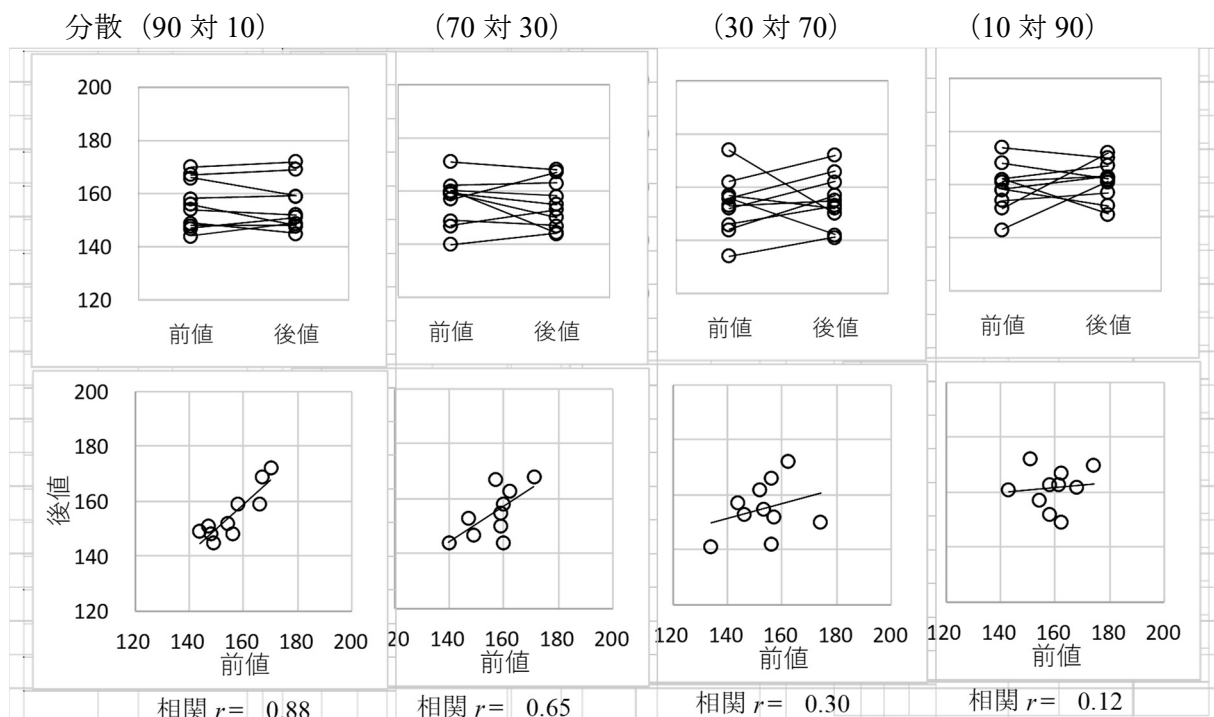 分散（90 対 10）
（70 対 30）
（30 対 70）
（10 対 90）
200
180
160
140
120
前値 後値
前値 後値
前値 後値
前値 後値
200
180
160
140
120
後値
120 140 160 180 200
前値
20 140 160 180 200
前値
120 140 160 180 200
前値
120 140 160 180 200
前値
相関 r = 0.88
相関 r = 0.65
相関 r = 0.30
相関 r = 0.12